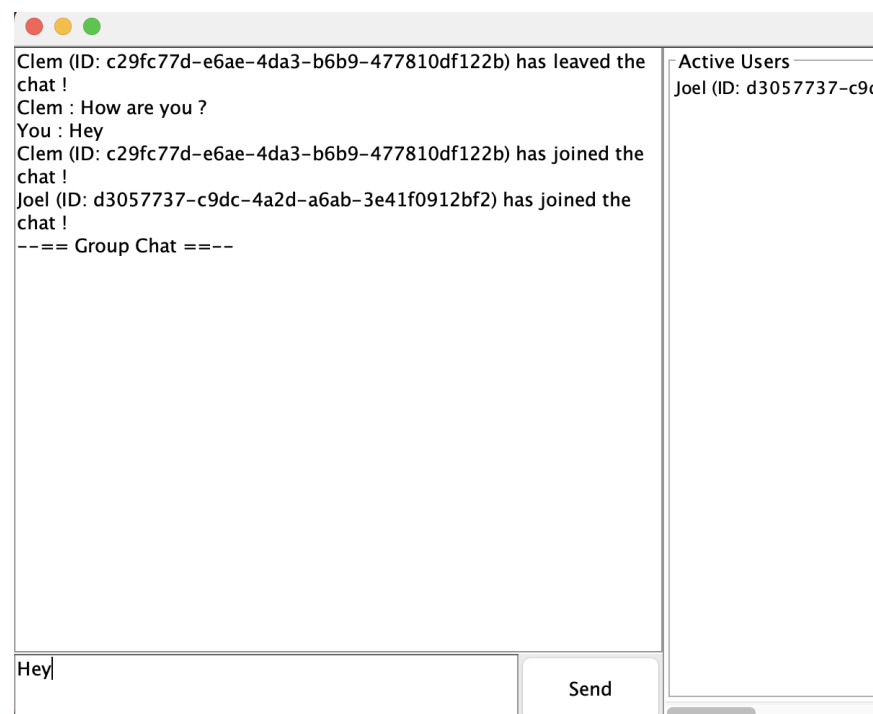 Clem (ID: c29fc77d-e6ae-4da3-b6b9-477810df122b) has leaved the
chat !
Clem : How are you ?
You : Hey
Clem (ID: c29fc77d-e6ae-4da3-b6b9-477810df122b) has joined the
chat !
Joel (ID: d3057737-c9dc-4a2d-a6ab-3e41f0912bf2) has joined the
chat !
--== Group Chat ==--
Hey
Send
Active Users
Joel (ID: d3057737-c9d